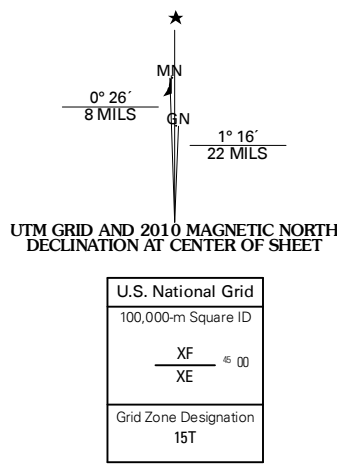 ★
MN
0° 26´
8 MILS
GN
1° 16´
22 MILS
UTM GRID AND 2010 MAGNETIC NORTH
DECLINATION AT CENTER OF SHEET
U.S. National Grid
100,000-m Square ID
XF
45 00
XE
Grid Zone Designation
15T